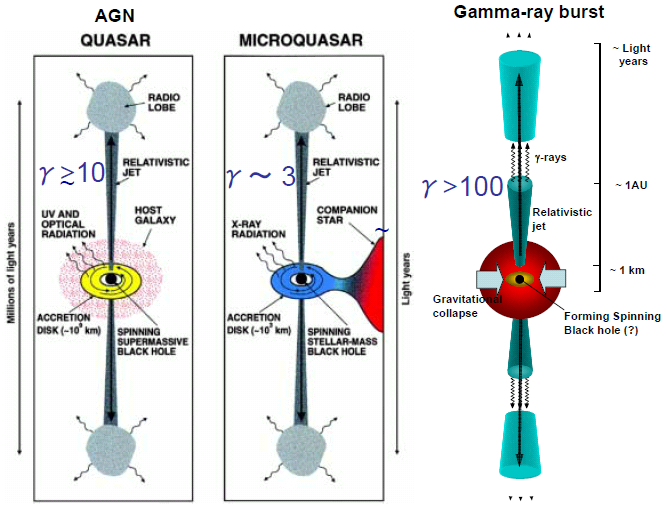 AGN
QUASAR
RADIO
LOBE
γ ≳ 10
RELATIVISTIC
JET
UV AND
OPTICAL
RADIATION
HOST
GALAXY
Millions of light years
ACCRETION
DISK (~10⁹ km)
SPINNING
SUPERMASSIVE
BLACK HOLE
MICROQUASAR
RADIO
LOBE
γ ~ 3
RELATIVISTIC
JET
X-RAY
RADIATION
COMPANION
STAR
~
Light years
ACCRETION
DISK (~10³ km)
SPINNING
STELLAR-MASS
BLACK HOLE
Gamma-ray burst
~ Light
years
γ-rays
γ >100
~ 1AU
Relativistic
jet
~ 1 km
Gravitational
collapse
Forming Spinning
Black hole (?)